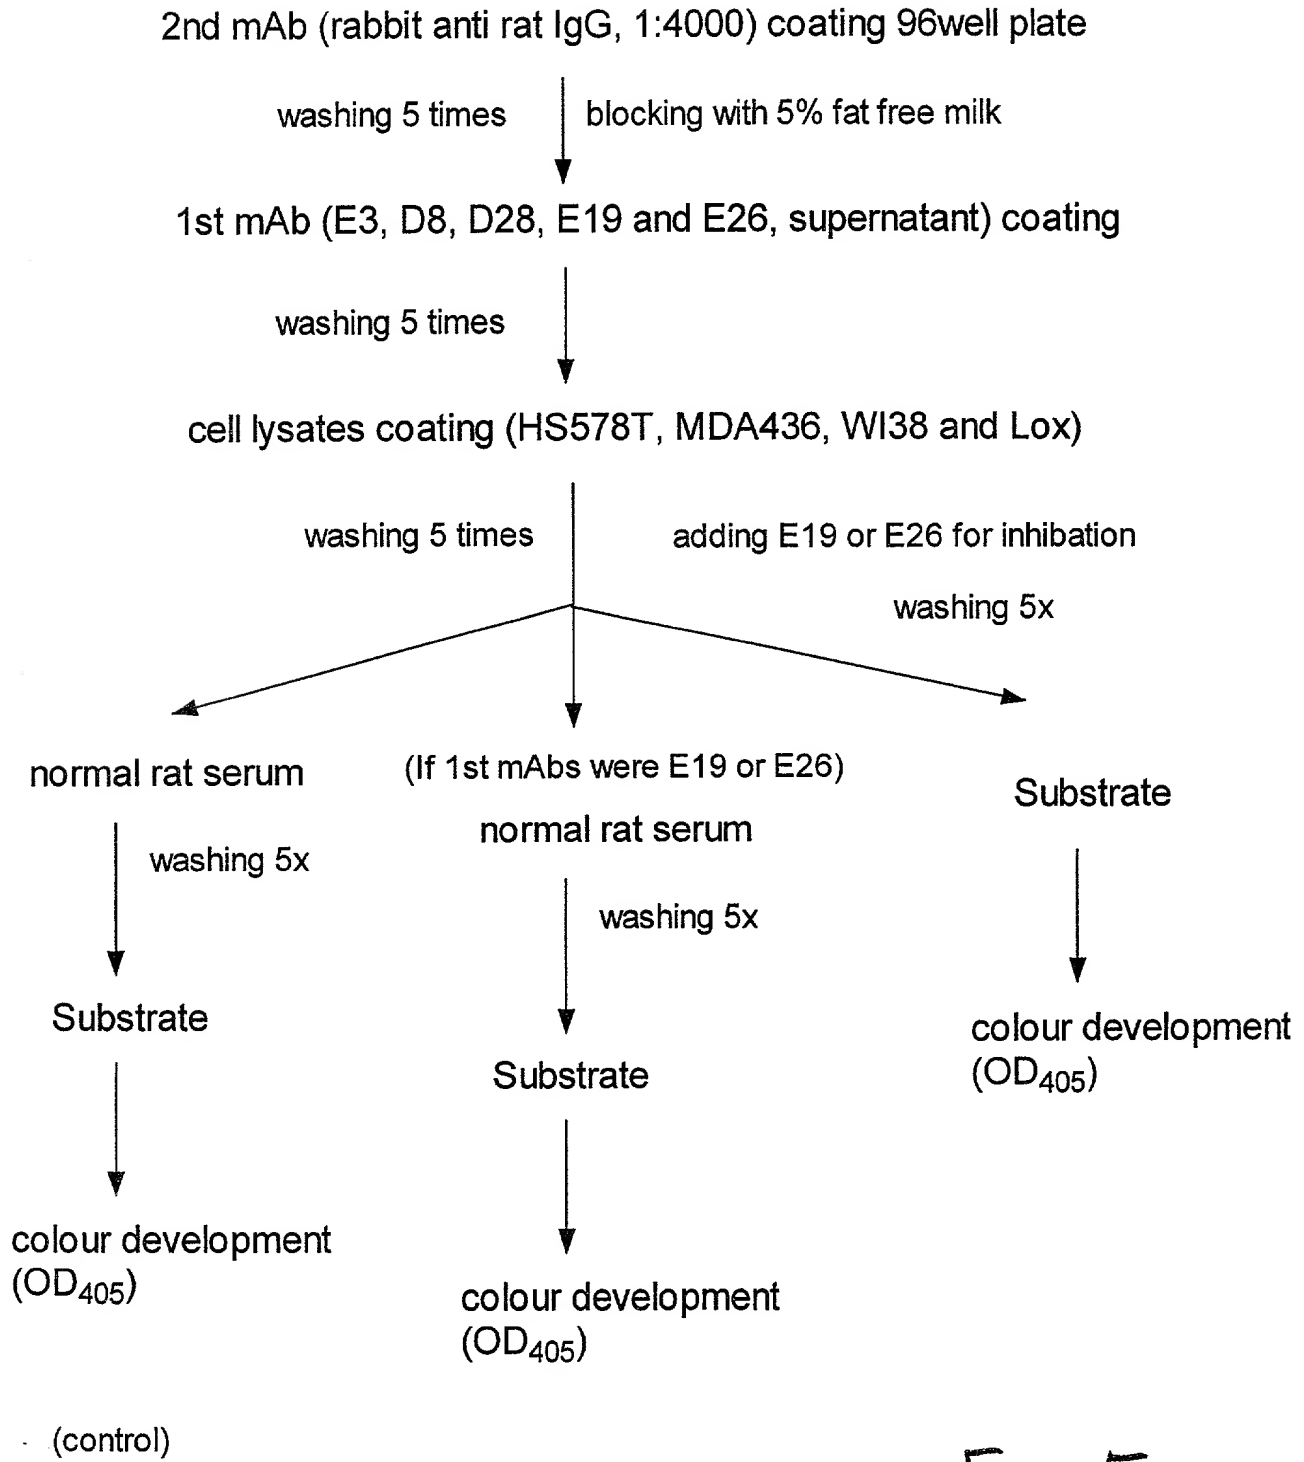 2nd mAb (rabbit anti rat IgG, 1:4000) coating 96well plate
washing 5 times
blocking with 5% fat free milk
1st mAb (E3, D8, D28, E19 and E26, supernatant) coating
washing 5 times
cell lysates coating (HS578T, MDA436, WI38 and Lox)
washing 5 times
adding E19 or E26 for inhibation
washing 5x
normal rat serum
(If 1st mAbs were E19 or E26)
normal rat serum
Substrate
washing 5x
washing 5x
Substrate
Substrate
colour development
(OD405)
colour development
(OD405)
colour development
(OD405)
(control)